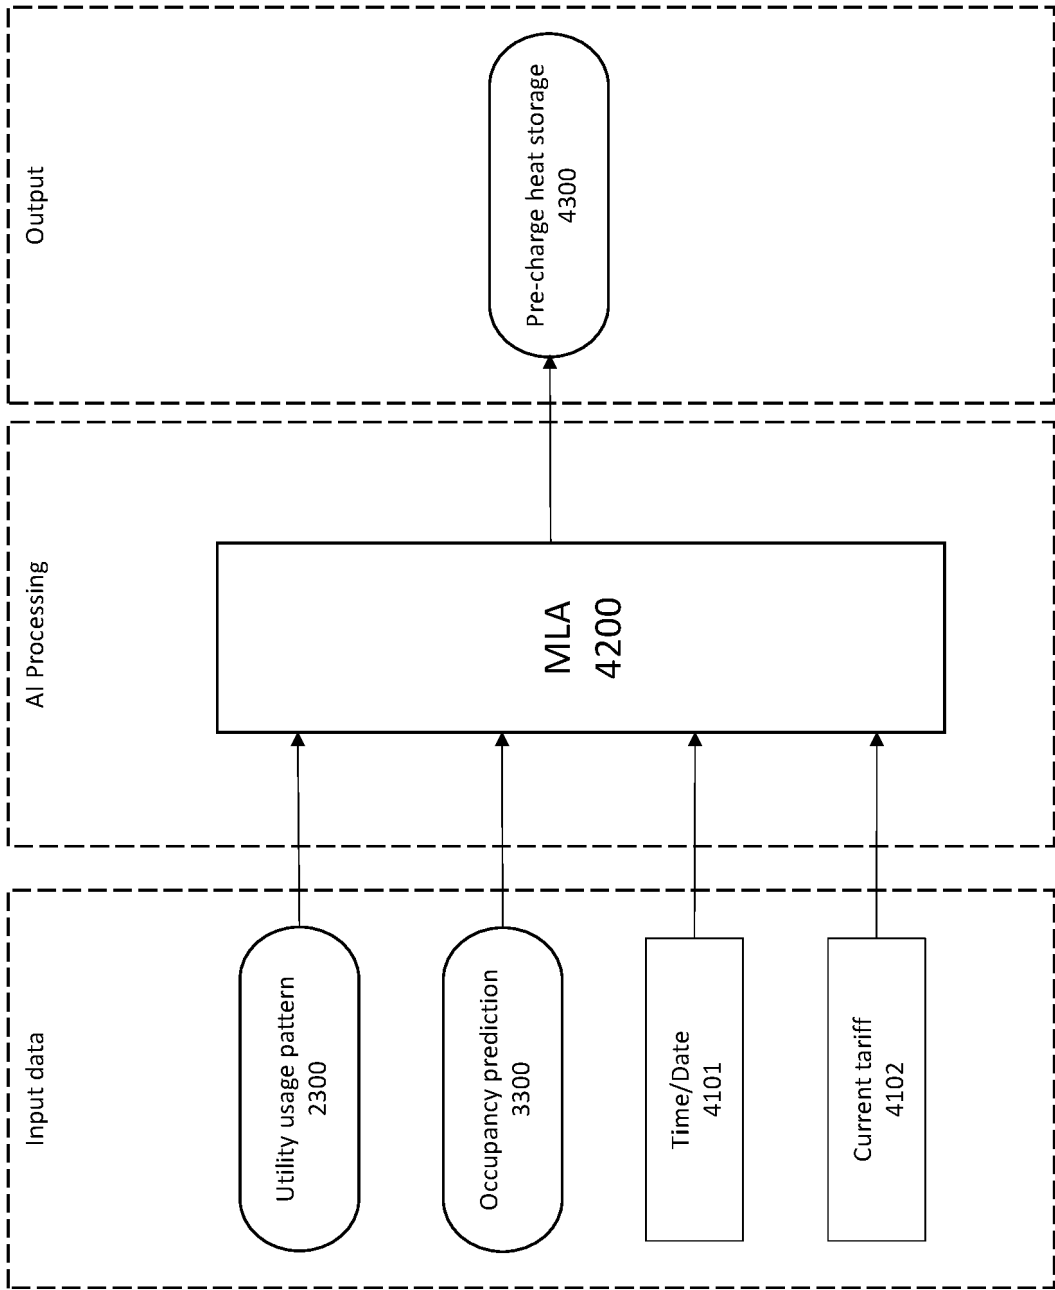 Input data
Utility usage pattern
2300
Occupancy prediction
3300
Time/Date
4101
Current tariff
4102
AI Processing
MLA
4200
Output
Pre-charge heat storage
4300